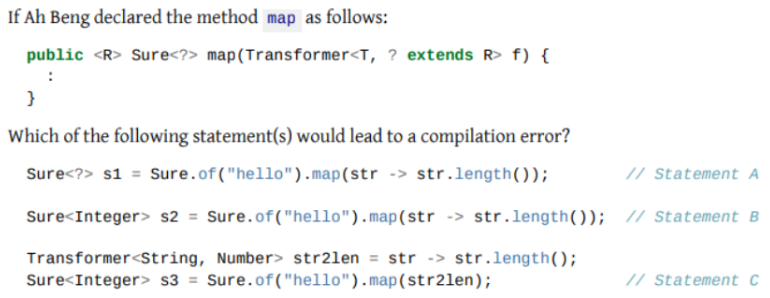 If Ah Beng declared the method map as follows:
public <R> Sure<?> map(Transformer<T, ? extends R> f) {
:
}
Which of the following statement(s) would lead to a compilation error?
Sure<?> s1 = Sure.of("hello").map(str -> str.length()); // Statement A
Sure<Integer> s2 = Sure.of("hello").map(str -> str.length()); // Statement B
Transformer<String, Number> str2len = str -> str.length();
Sure<Integer> s3 = Sure.of("hello").map(str2len); // Statement C